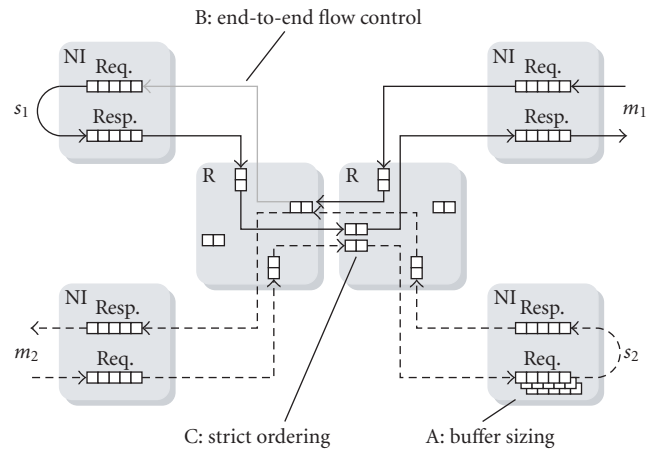 B: end-to-end flow control
NI
Req.
s1
Resp.
NI
Req.
m1
Resp.
R
R
NI
Resp.
m2
Req.
NI
Resp.
s2
Req.
C: strict ordering
A: buffer sizing